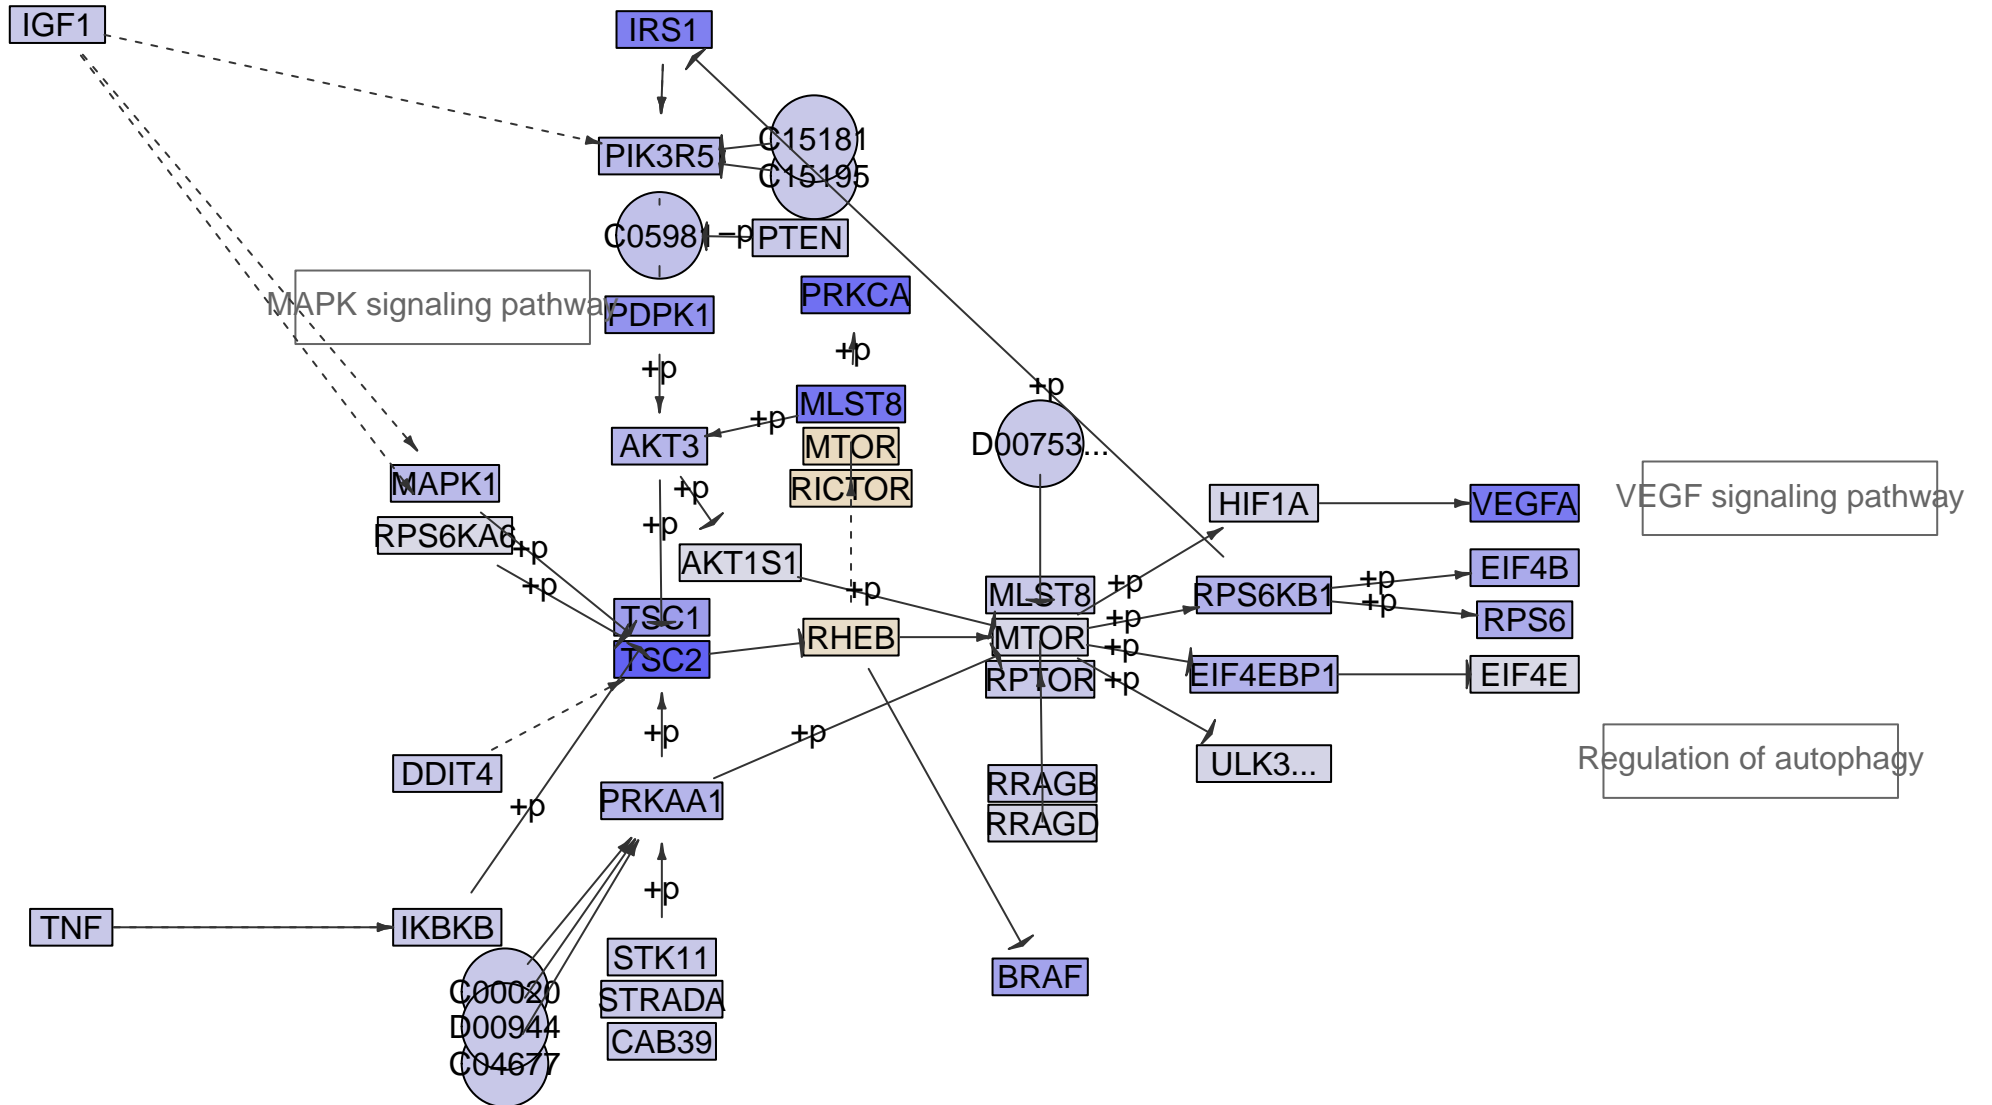 IGF1
IRS1
C15181
PIK3R5
C15195
C05981
-p
PTEN
PRKCA
MAPK signaling pathway
PDPK1
+p
+p
+p
MLST8
+p
AKT3
MTOR
D00753...
MAPK1
+p
RICTOR
VEGF signaling pathway
HIF1A
VEGFA
+p
RPS6KA6
+p
AKT1S1
EIF4B
+p
+p
+p
+p
MLST8
RPS6KB1
+p
TSC1
+p
RPS6
RHEB
MTOR
+p
TSC2
RPTOR
+p
EIF4EBP1
EIF4E
+p
+p
Regulation of autophagy
ULK3...
DDIT4
RRAGB
PRKAA1
+p
RRAGD
+p
TNF
IKBKB
STK11
BRAF
C00020
STRADA
D00944
CAB39
C04677